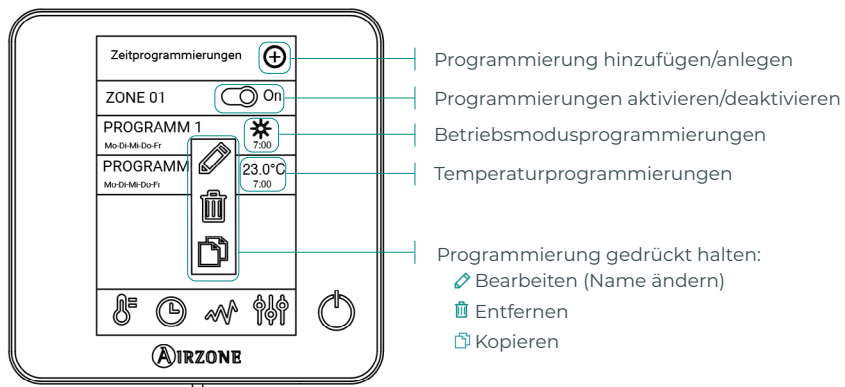 Zeitprogrammierungen
Programmierung hinzufügen/anlegen
ZONE 01 On
Programmierungen aktivieren/deaktivieren
PROGRAMM 1
Mo-Di-Mi-Do-Fr 7:00
Betriebsmodusprogrammierungen
PROGRAMM 23.0°C
Mo-Di-Mi-Do-Fr 7:00
Temperaturprogrammierungen
Programmierung gedrückt halten:
Bearbeiten (Name ändern)
Entfernen
Kopieren
AIRZONE